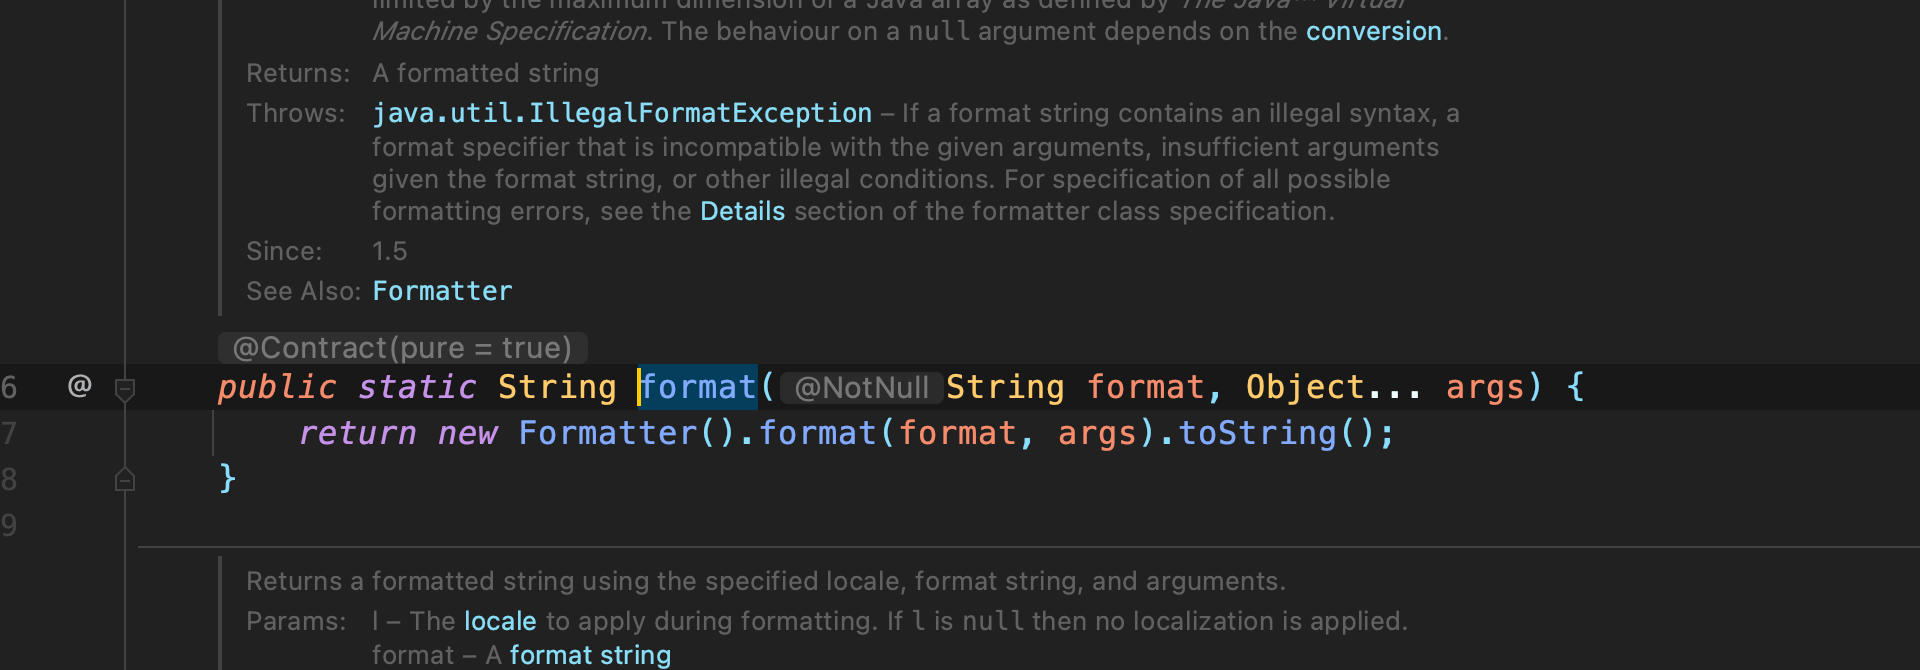 limited by the maximum dimension of a Java array as defined by The Java™ Virtual
Machine Specification. The behaviour on a null argument depends on the conversion.
Returns: A formatted string
Throws: java.util.IllegalFormatException – If a format string contains an illegal syntax, a
format specifier that is incompatible with the given arguments, insufficient arguments
given the format string, or other illegal conditions. For specification of all possible
formatting errors, see the Details section of the formatter class specification.
Since: 1.5
See Also: Formatter
@Contract(pure = true)
6 @ public static String format( @NotNull String format, Object... args) {
7 return new Formatter().format(format, args).toString();
8 }
9
Returns a formatted string using the specified locale, format string, and arguments.
Params: l – The locale to apply during formatting. If l is null then no localization is applied.
format – A format string